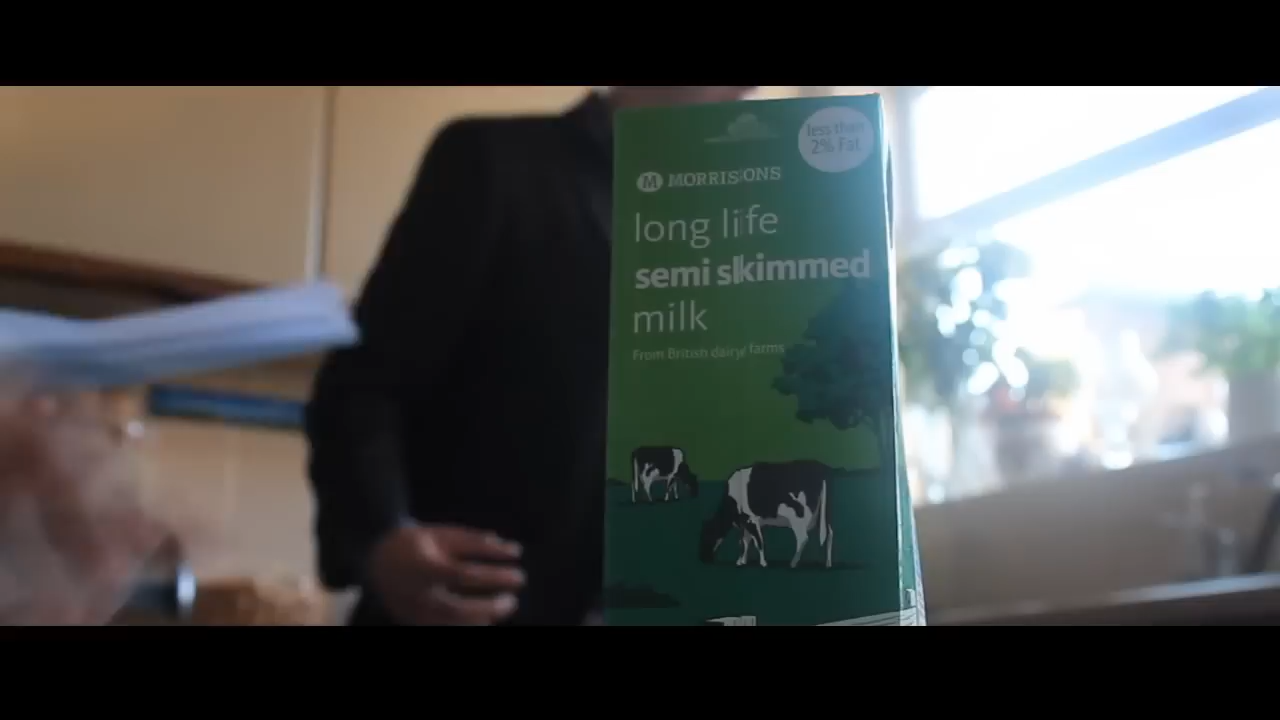 less than
2% Fat
M MORRISONS
long life
semi skimmed
milk
From British dairy farms